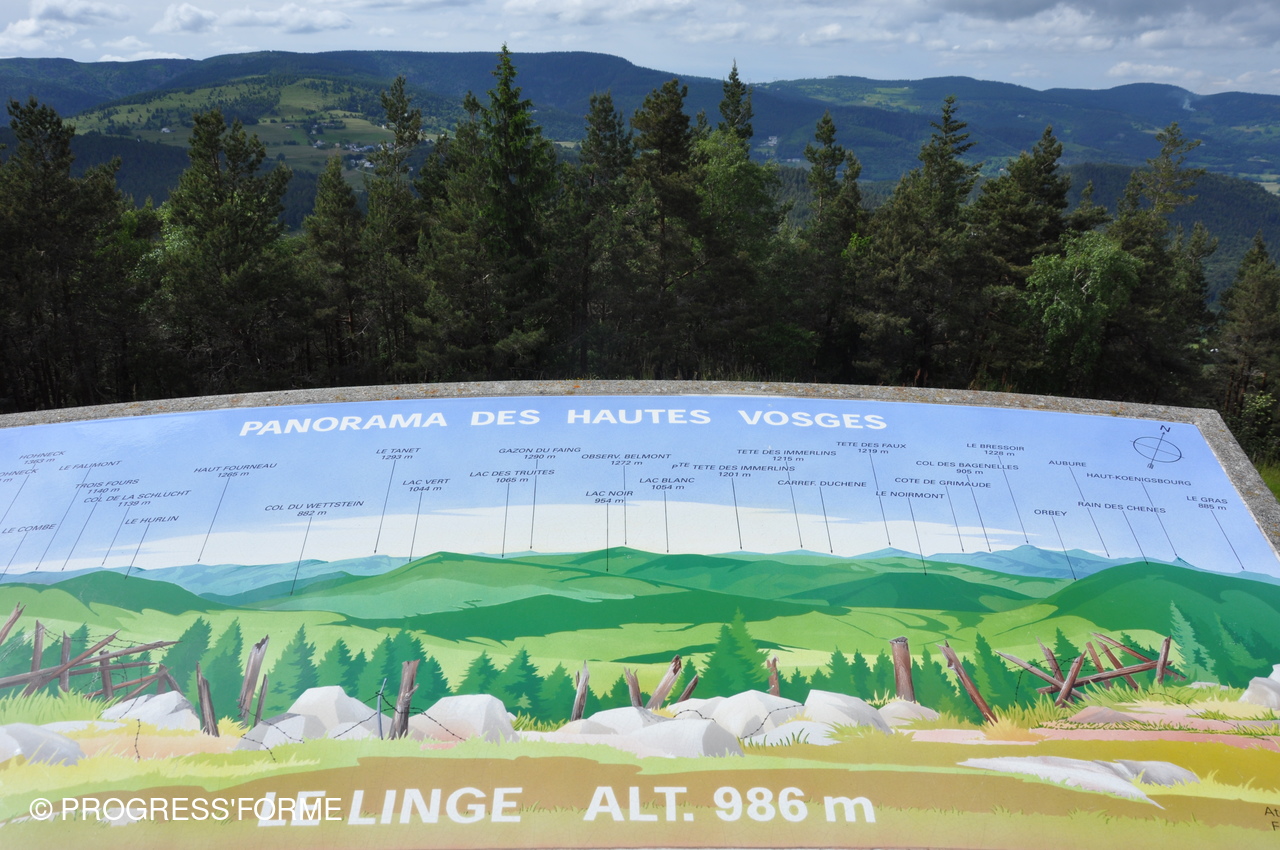 PANORAMA DES HAUTES VOSGES
N
HOHNECK
1363 m
HOHNECK
m
LE FALIMONT
TROIS FOURS
1140 m
COL DE LA SCHLUCHT
1139 m
LE HURLIN
LE COMBE
HAUT FOURNEAU
1265 m
COL DU WETTSTEIN
882 m
LE TANET
1293 m
LAC VERT
1044 m
GAZON DU FAING
1290 m
LAC DES TRUITES
1065 m
OBSERV. BELMONT
1272 m
LAC NOIR
954 m
LAC BLANC
1054 m
PTE TETE DES IMMERLINS
1201 m
TETE DES IMMERLINS
1215 m
CARREF. DUCHENE
TETE DES FAUX
1219 m
LE NOIRMONT
COTE DE GRIMAUDE
COL DES BAGENELLES
905 m
LE BRESSOIR
1228 m
ORBEY
AUBURE
RAIN DES CHENES
HAUT-KOENIGSBOURG
LE GRAS
885 m
LE LINGE ALT. 986 m
© PROGRESS'FORME